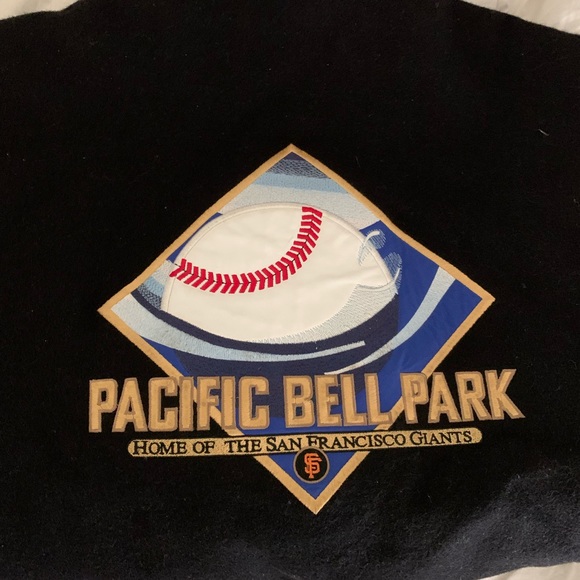 PACIFIC BELL PARK
HOME OF THE SAN FRANCISCO GIANTS
SF